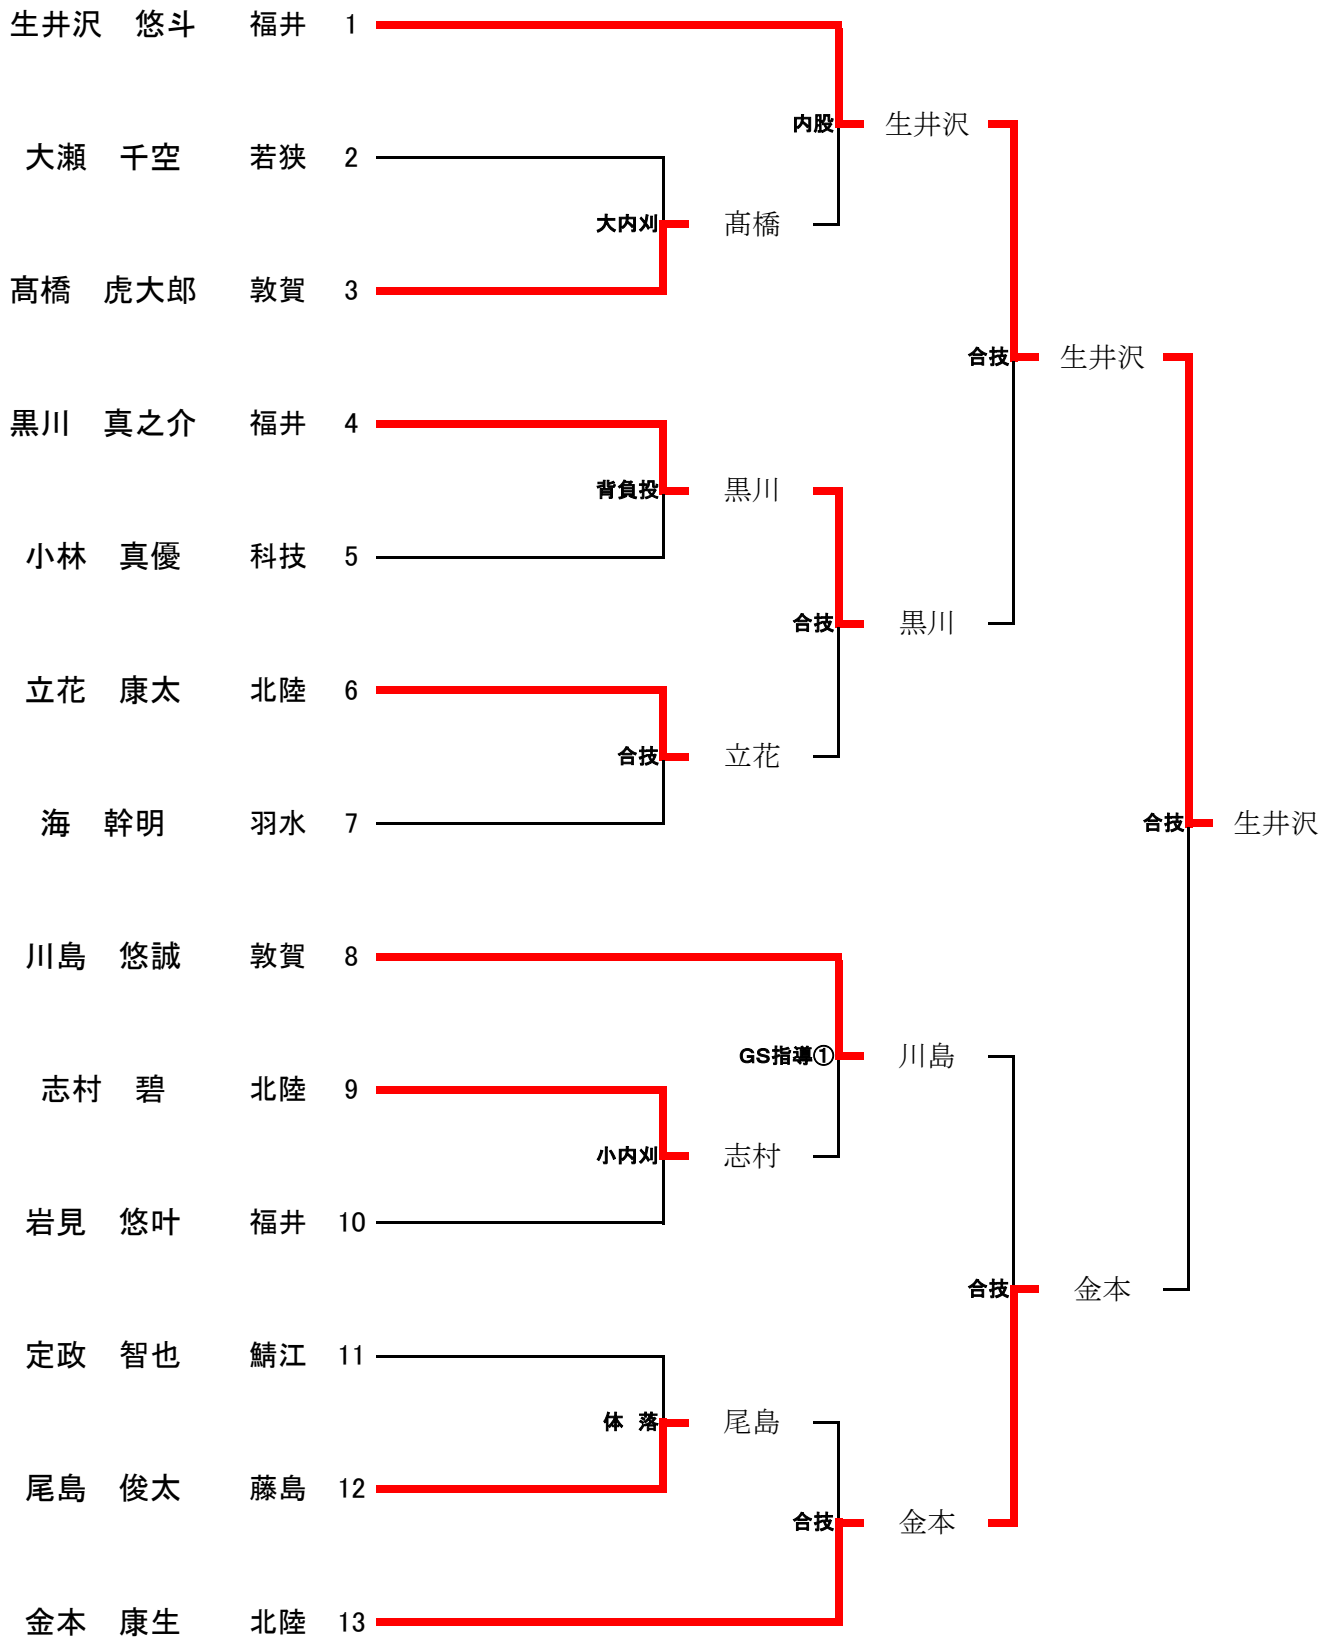 生井沢　悠斗　福井　1
内股　生井沢
大瀬　千空　若狭　2
大内刈　髙橋
髙橋　虎大郎　敦賀　3
合技　生井沢
黒川　真之介　福井　4
背負投　黒川
小林　真優　科技　5
合技　黒川
立花　康太　北陸　6
合技　立花
海　幹明　羽水　7
合技　生井沢
川島　悠誠　敦賀　8
GS指導①　川島
志村　碧　北陸　9
小内刈　志村
岩見　悠叶　福井　10
合技　金本
定政　智也　鯖江　11
体　落　尾島
尾島　俊太　藤島　12
合技　金本
金本　康生　北陸　13